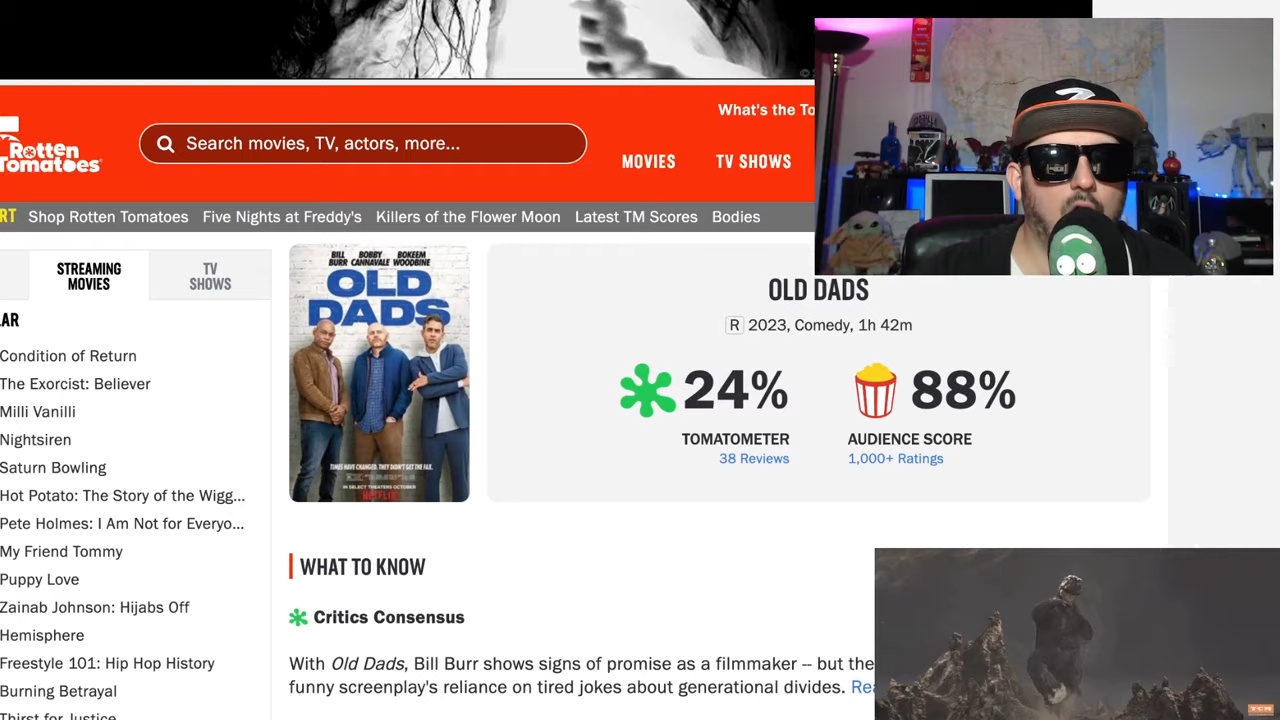 What's the To
Rotten
Tomatoes
Search movies, TV, actors, more...
MOVIES
TV SHOWS
RT
Shop Rotten Tomatoes
Five Nights at Freddy's
Killers of the Flower Moon
Latest TM Scores
Bodies
STREAMING
MOVIES
TV
SHOWS
AR
Condition of Return
The Exorcist: Believer
Milli Vanilli
Nightsiren
Saturn Bowling
Hot Potato: The Story of the Wigg...
Pete Holmes: I Am Not for Everyo...
My Friend Tommy
Puppy Love
Zainab Johnson: Hijabs Off
Hemisphere
Freestyle 101: Hip Hop History
Burning Betrayal
Thirst for Justice
BILL BURR
BOBBY CANNAVALE
BOKEEM WOODBINE
OLD
DADS
TIMES HAVE CHANGED. THEY DIDN'T GET THE FAX.
IN SELECT THEATERS OCTOBER
NETFLIX
OLD DADS
R 2023, Comedy, 1h 42m
24%
TOMATOMETER
38 Reviews
88%
AUDIENCE SCORE
1,000+ Ratings
WHAT TO KNOW
Critics Consensus
With Old Dads, Bill Burr shows signs of promise as a filmmaker -- but the
funny screenplay's reliance on tired jokes about generational divides. Rea
TCM